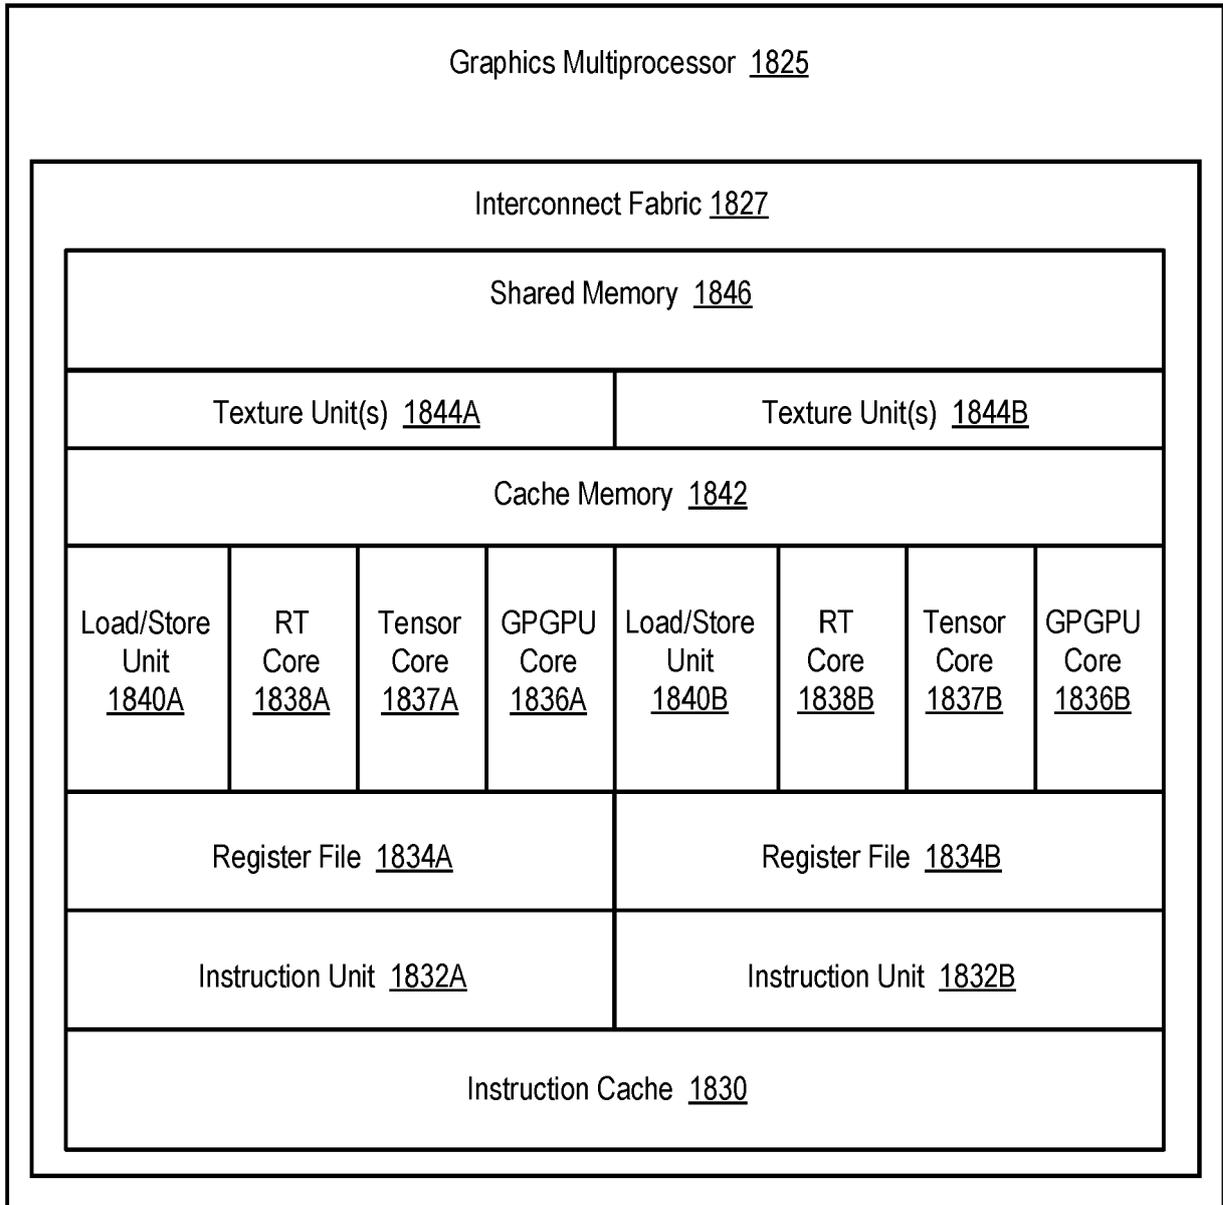 Graphics Multiprocessor 1825
Interconnect Fabric 1827
Shared Memory 1846
Texture Unit(s) 1844A
Texture Unit(s) 1844B
Cache Memory 1842
Load/Store
Unit
1840A
RT
Core
1838A
Tensor
Core
1837A
GPGPU
Core
1836A
Load/Store
Unit
1840B
RT
Core
1838B
Tensor
Core
1837B
GPGPU
Core
1836B
Register File 1834A
Register File 1834B
Instruction Unit 1832A
Instruction Unit 1832B
Instruction Cache 1830